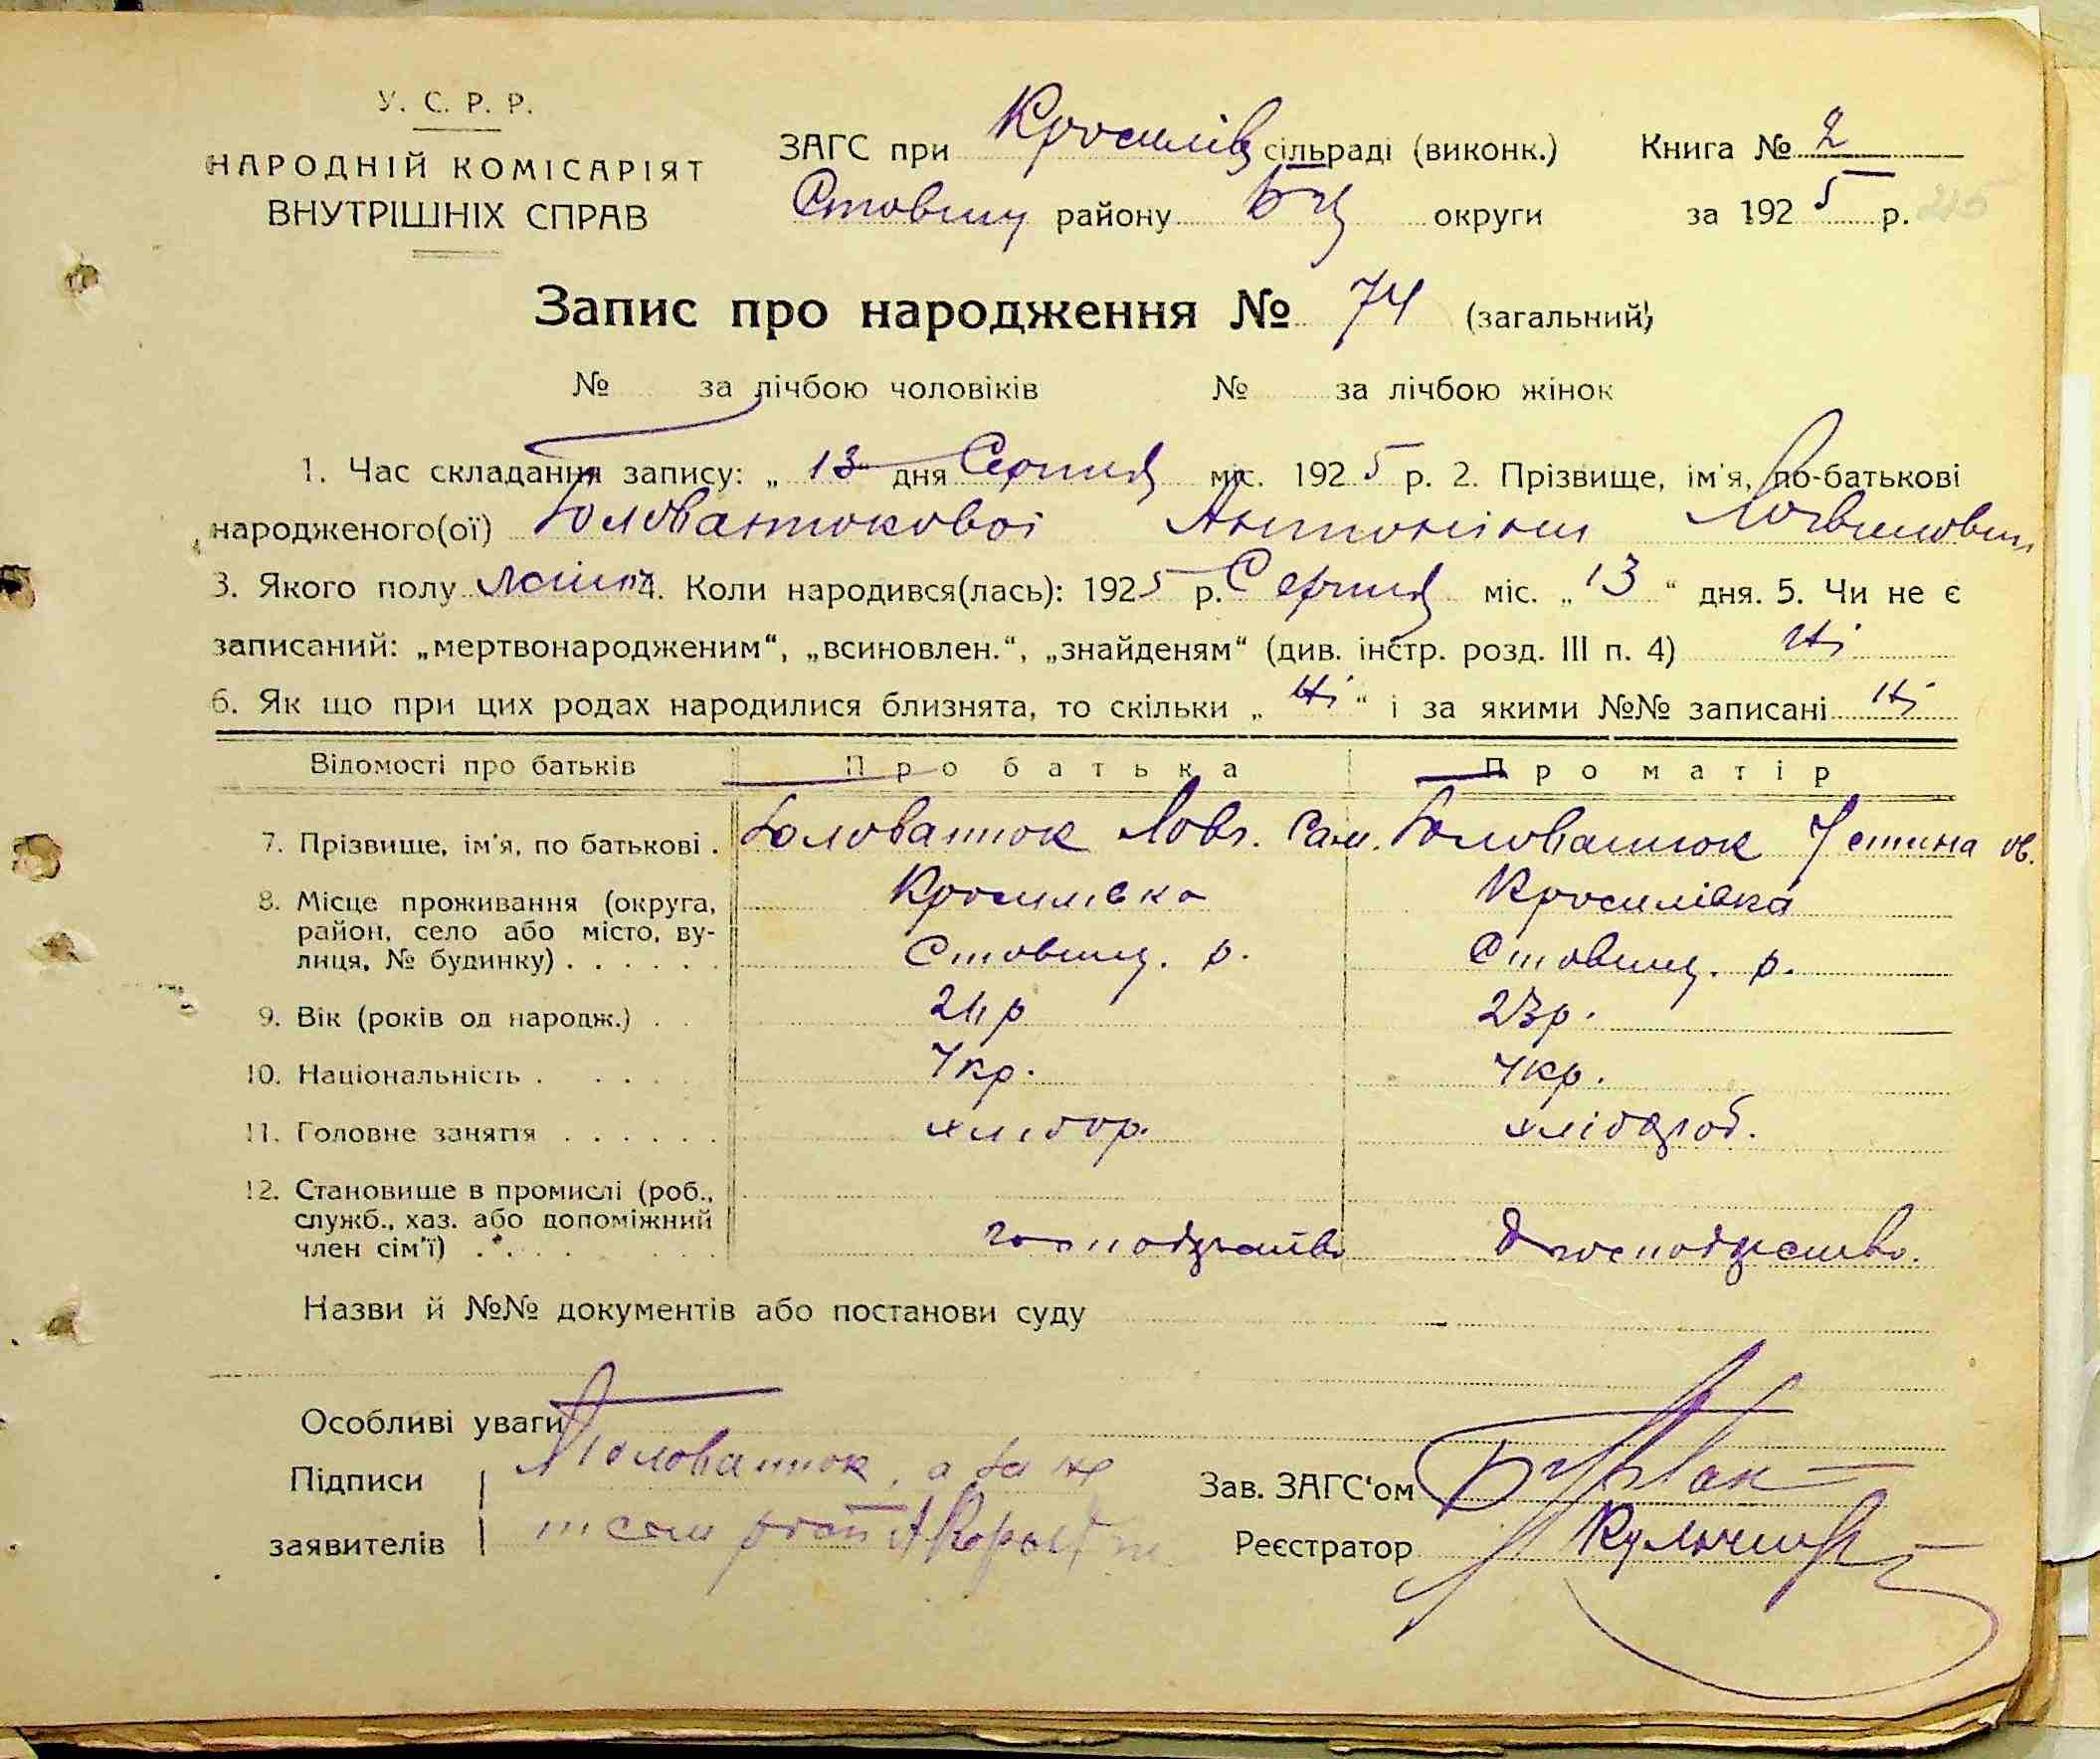 У. С. Р. Р.
НАРОДНІЙ КОМІСАРІЯТ
ВНУТРІШНІХ СПРАВ
ЗАГС при Кросилів сільраді (виконк.) Книга № 2
Ставищ району БЦ округи за 1925 р. 215
Запис про народження № 74 (загальний)
№ за лічбою чоловіків № за лічбою жінок
1. Час складання запису: „ 13 " дня Серпня міс. 1925 р. 2. Прізвище, ім'я, по-батькові
народженого(ої) Головатюкової Антоніни
3. Якого полу 4. Коли народився(лась): 1925 р. Серпня міс. „ 13 “ дня. 5. Чи не є
записаний: „мертвонародженим“, „всиновлен.“, „знайденям“ (див. інстр. розд. III п. 4) Ні
6. Як що при цих родах народилися близнята, то скільки „ Ні “ і за якими №№ записані Ні
Відомості про батьків Про батька Про матір
7. Прізвище, ім'я, по батькові . Головатюк Ловг. Сам. Головатюк Устина
8. Місце проживання (округа, Кросилівка Кросилівка
район, село або місто, ву-
лиця, № будинку) . . . . . . Ставищ. р. Ставищ. р.
9. Вік (років од народж.) . . 23р.
10. Національність . . . . . Укр. Укр.
11. Головне заняття . . . . . . хлібор. хлібороб.
12. Становище в промислі (роб.,
служб., хаз. або допоміжний
член сім'ї) . . . . . . господрство господрство.
Назви й №№ документів або постанови суду
Особливі уваги
Підписи Головатюк, а за не
заявителів
Зав. ЗАГС'ом
Реєстратор